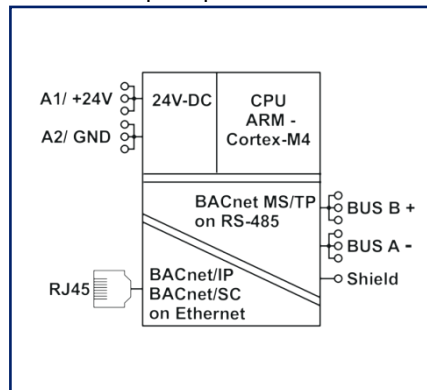 A1/ +24V
A2/ GND
24V-DC
CPU
ARM -
Cortex-M4
BACnet MS/TP
on RS-485
BUS B +
BUS A -
Shield
RJ45
BACnet/IP
BACnet/SC
on Ethernet